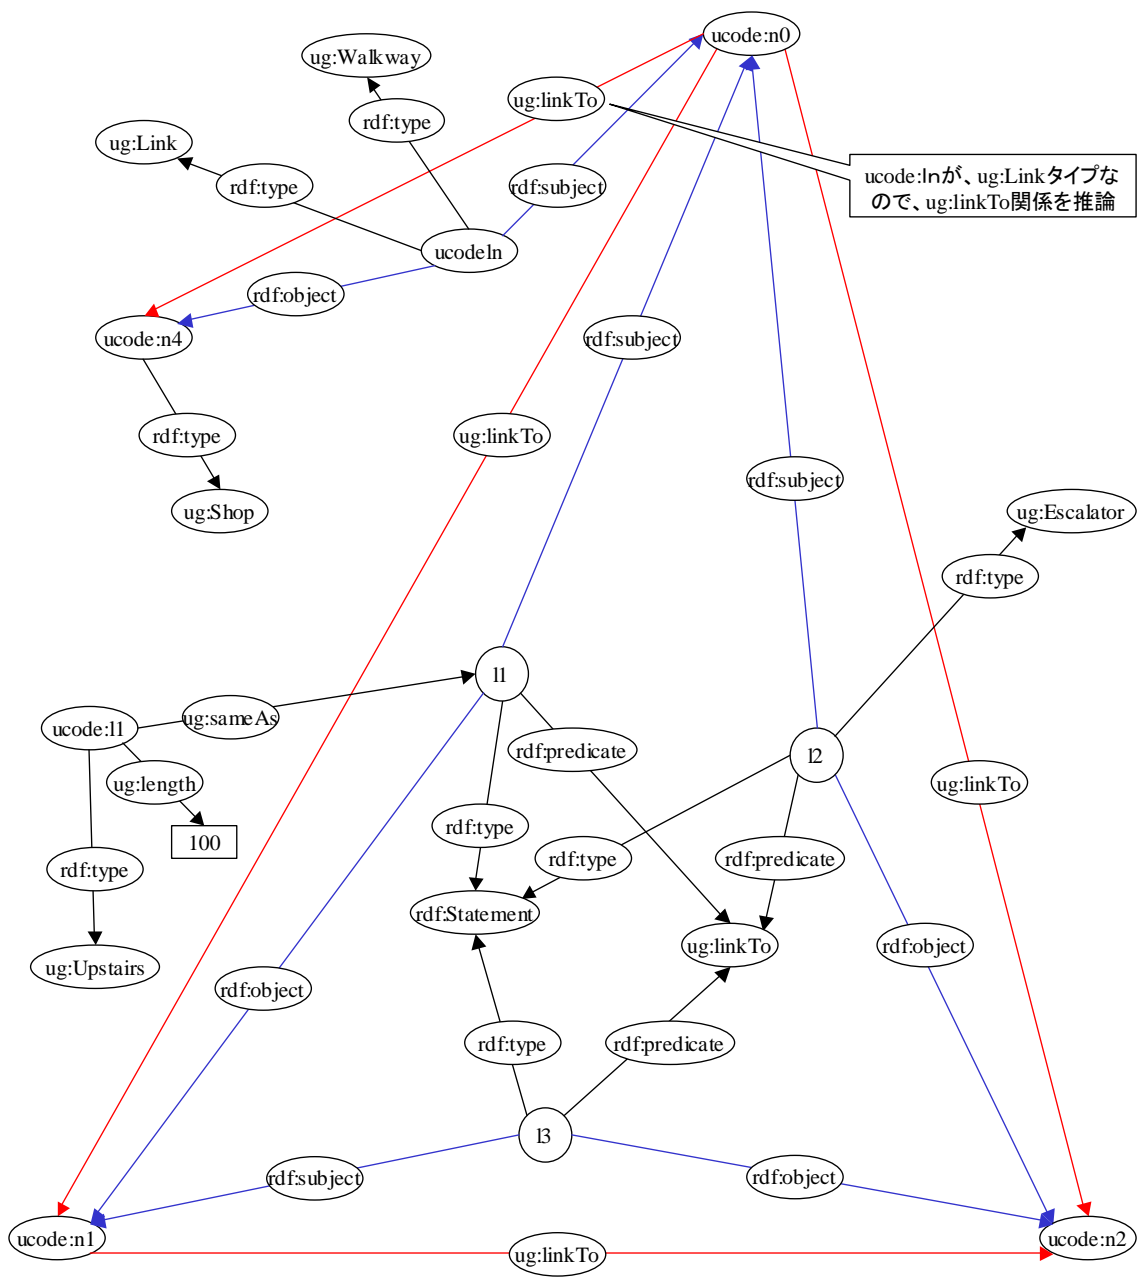 ucode:n0
ug:Walkway
ug:linkTo
rdf:type
ug:Link
rdf:type
rdf:subject
ucode:lnが、ug:Linkタイプな
ので、ug:linkTo関係を推論
ucodeln
rdf:object
ucode:n4
rdf:subject
rdf:type
ug:linkTo
rdf:subject
ug:Shop
ug:Escalator
rdf:type
l1
ug:sameAs
ucode:l1
rdf:predicate
l2
ug:length
ug:linkTo
100
rdf:type
rdf:type
rdf:predicate
rdf:type
rdf:Statement
ug:linkTo
rdf:object
ug:Upstairs
rdf:object
rdf:type
rdf:predicate
l3
rdf:subject
rdf:object
ucode:n1
ucode:n2
ug:linkTo